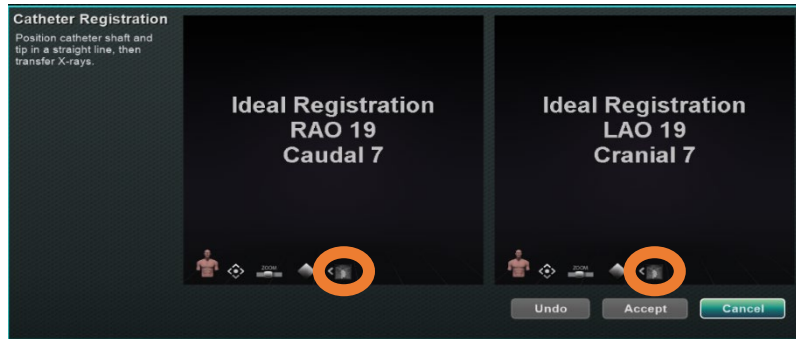 Catheter Registration
Position catheter shaft and
tip in a straight line, then
transfer X-rays.
Ideal Registration
RAO 19
Caudal 7
ZOOM
Ideal Registration
LAO 19
Cranial 7
ZOOM
Undo
Accept
Cancel